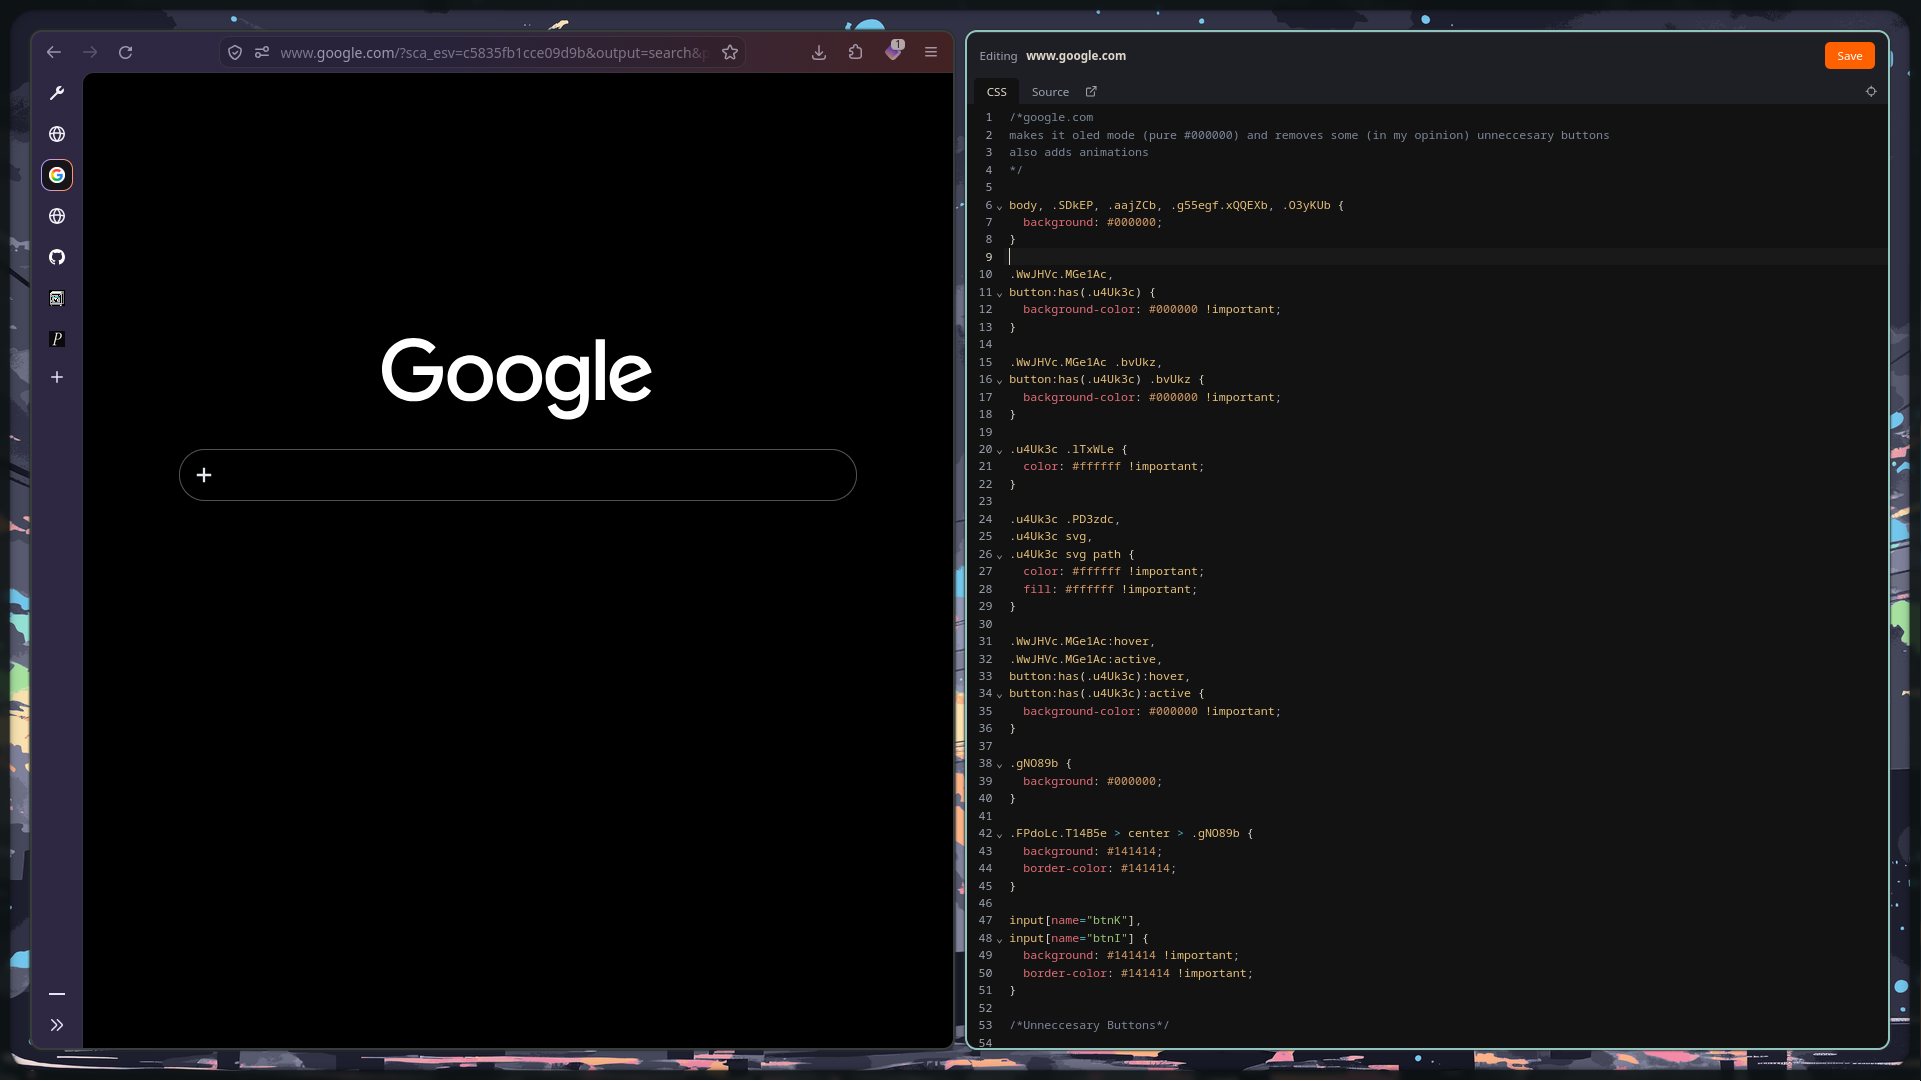 www.google.com/?sca_esv=c5835fb1cce09d9b&output=search&p
1
Google
P
Editing www.google.com
Save
CSS Source
1 /*google.com
2 makes it oled mode (pure #000000) and removes some (in my opinion) unneccesary buttons
3 also adds animations
4 */
5
6 body, .SDkEP, .aajZCb, .g55egf.xQQEXb, .O3yKUb {
7 background: #000000;
8 }
9
10 .WwJHVc.MGe1Ac,
11 button:has(.u4Uk3c) {
12 background-color: #000000 !important;
13 }
14
15 .WwJHVc.MGe1Ac .bvUkz,
16 button:has(.u4Uk3c) .bvUkz {
17 background-color: #000000 !important;
18 }
19
20 .u4Uk3c .lTxWLe {
21 color: #ffffff !important;
22 }
23
24 .u4Uk3c .PD3zdc,
25 .u4Uk3c svg,
26 .u4Uk3c svg path {
27 color: #ffffff !important;
28 fill: #ffffff !important;
29 }
30
31 .WwJHVc.MGe1Ac:hover,
32 .WwJHVc.MGe1Ac:active,
33 button:has(.u4Uk3c):hover,
34 button:has(.u4Uk3c):active {
35 background-color: #000000 !important;
36 }
37
38 .gNO89b {
39 background: #000000;
40 }
41
42 .FPdoLc.T14B5e > center > .gNO89b {
43 background: #141414;
44 border-color: #141414;
45 }
46
47 input[name="btnK"],
48 input[name="btnI"] {
49 background: #141414 !important;
50 border-color: #141414 !important;
51 }
52
53 /*Unneccesary Buttons*/
54